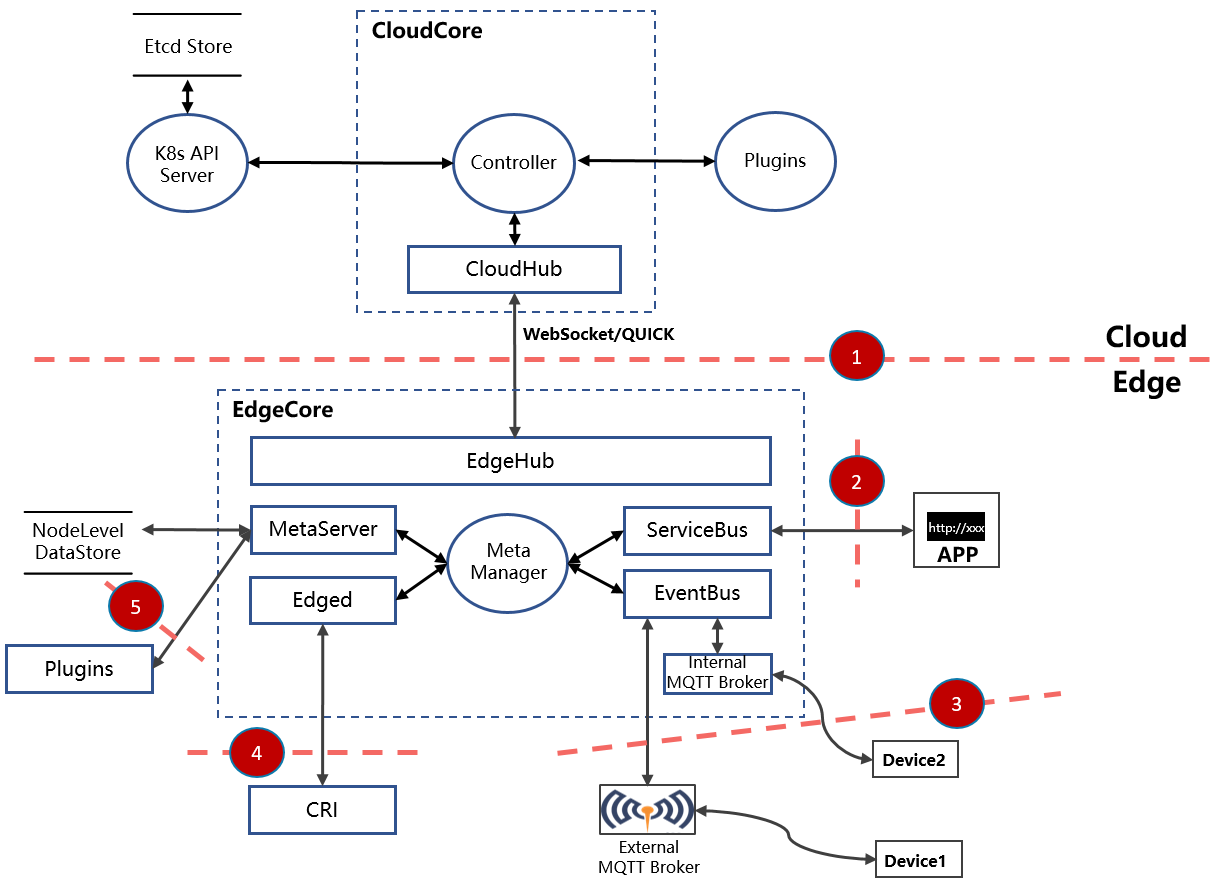 CloudCore
Etcd Store
K8s API
Server
Controller
Plugins
CloudHub
WebSocket/QUICK
Cloud
1
Edge
EdgeCore
EdgeHub
2
NodeLevel
DataStore
MetaServer
Meta
Manager
ServiceBus
http://xxx
APP
Edged
EventBus
5
Plugins
Internal
MQTT Broker
3
4
Device2
CRI
External
MQTT Broker
Device1